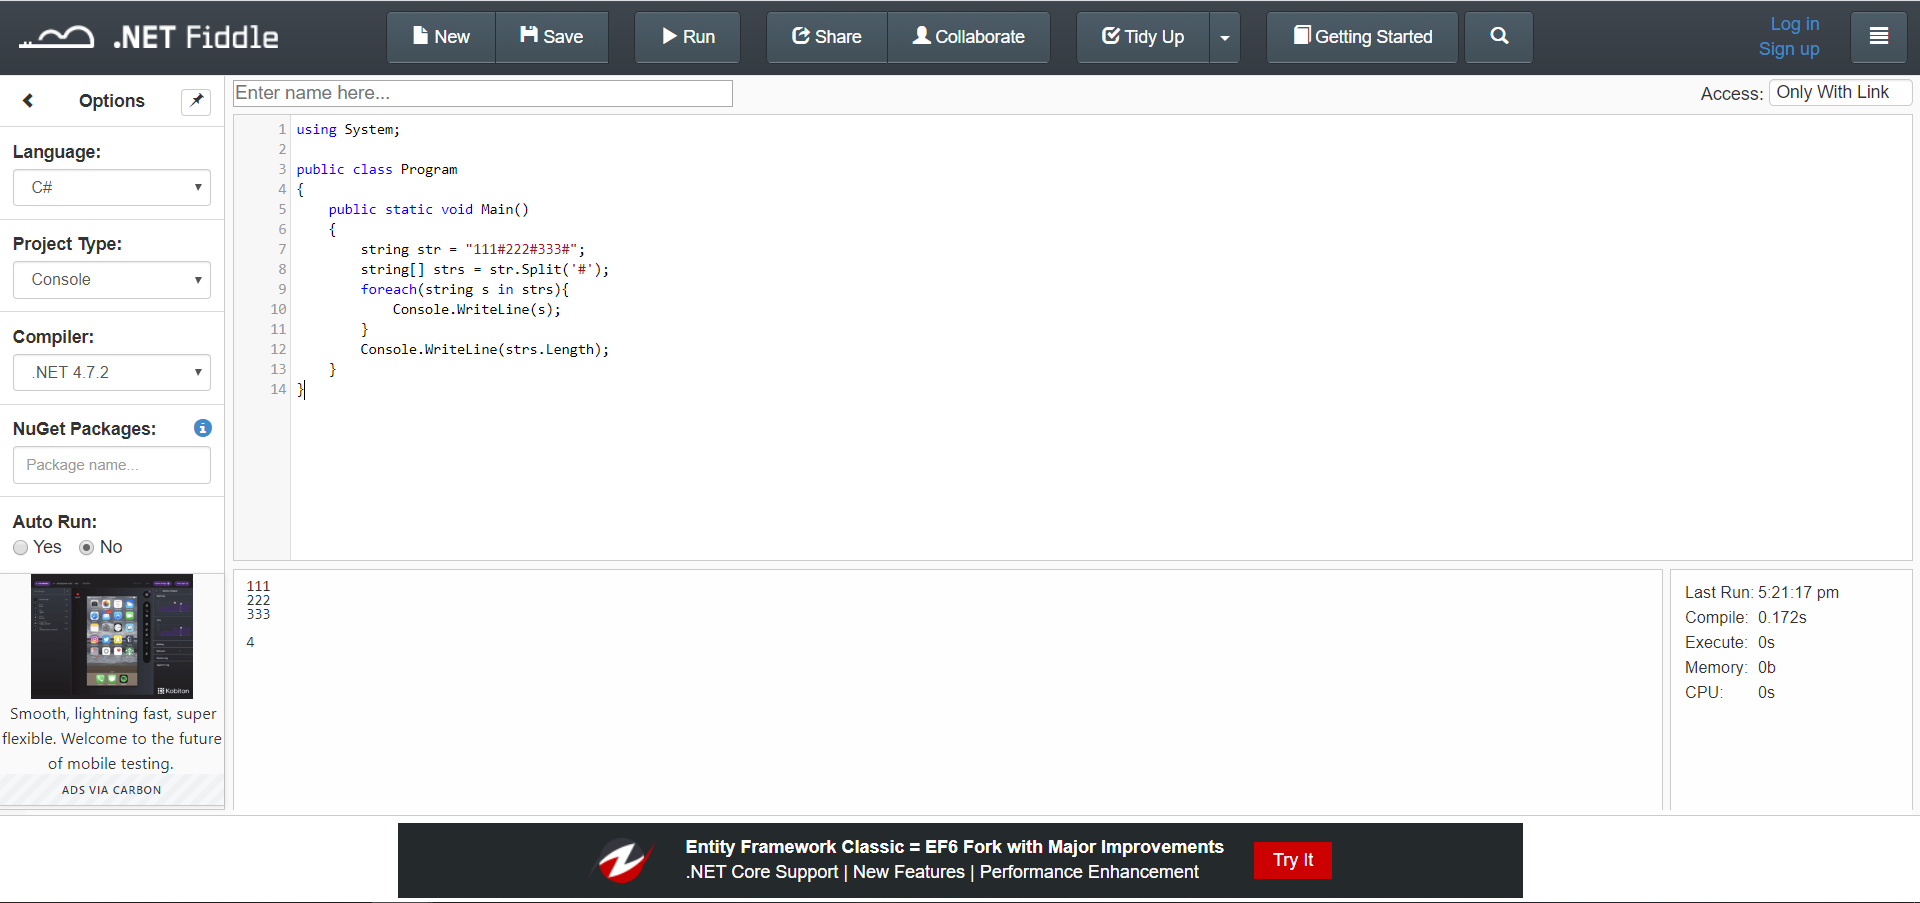 .NET Fiddle
New
Save
Run
Share
Collaborate
Tidy Up
Getting Started
Log in
Sign up
Options
Enter name here...
Access: Only With Link
Language:
C#
Project Type:
Console
Compiler:
.NET 4.7.2
NuGet Packages:
Package name...
Auto Run:
Yes No
1 using System;
2
3 public class Program
4 {
5 public static void Main()
6 {
7 string str = "111#222#333#";
8 string[] strs = str.Split('#');
9 foreach(string s in strs){
10 Console.WriteLine(s);
11 }
12 Console.WriteLine(strs.Length);
13 }
14 }
111
222
333
4
Last Run: 5:21:17 pm
Compile: 0.172s
Execute: 0s
Memory: 0b
CPU: 0s
Kobiton
Smooth, lightning fast, super
flexible. Welcome to the future
of mobile testing.
ADS VIA CARBON
Entity Framework Classic = EF6 Fork with Major Improvements
.NET Core Support | New Features | Performance Enhancement
Try It